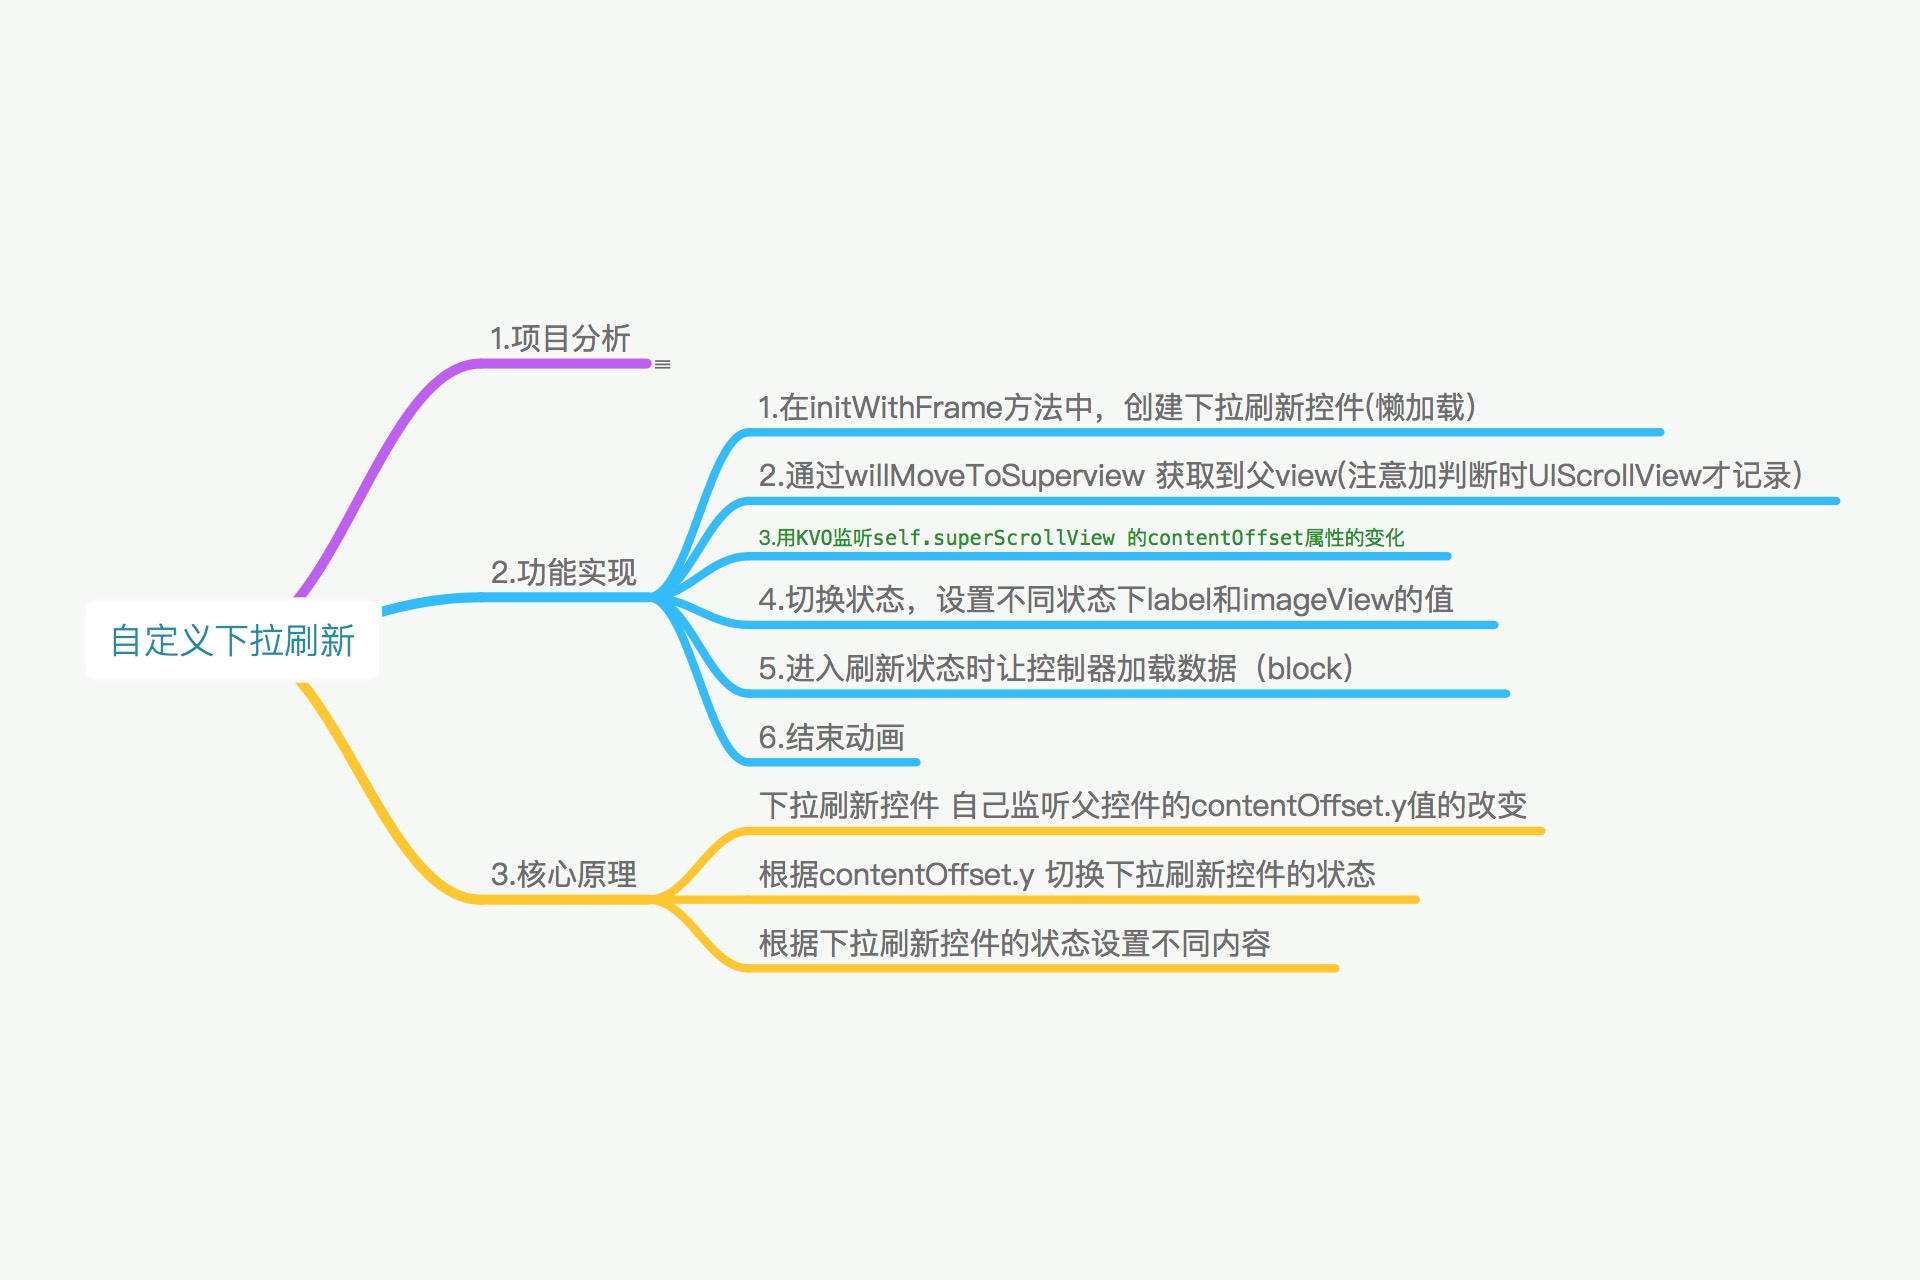 自定义下拉刷新
1.项目分析
2.功能实现
1.在initWithFrame方法中，创建下拉刷新控件(懒加载)
2.通过willMoveToSuperview 获取到父view(注意加判断时UIScrollView才记录)
3.用KVO监听self.superScrollView 的contentOffset属性的变化
4.切换状态，设置不同状态下label和imageView的值
5.进入刷新状态时让控制器加载数据（block）
6.结束动画
3.核心原理
下拉刷新控件 自己监听父控件的contentOffset.y值的改变
根据contentOffset.y 切换下拉刷新控件的状态
根据下拉刷新控件的状态设置不同内容